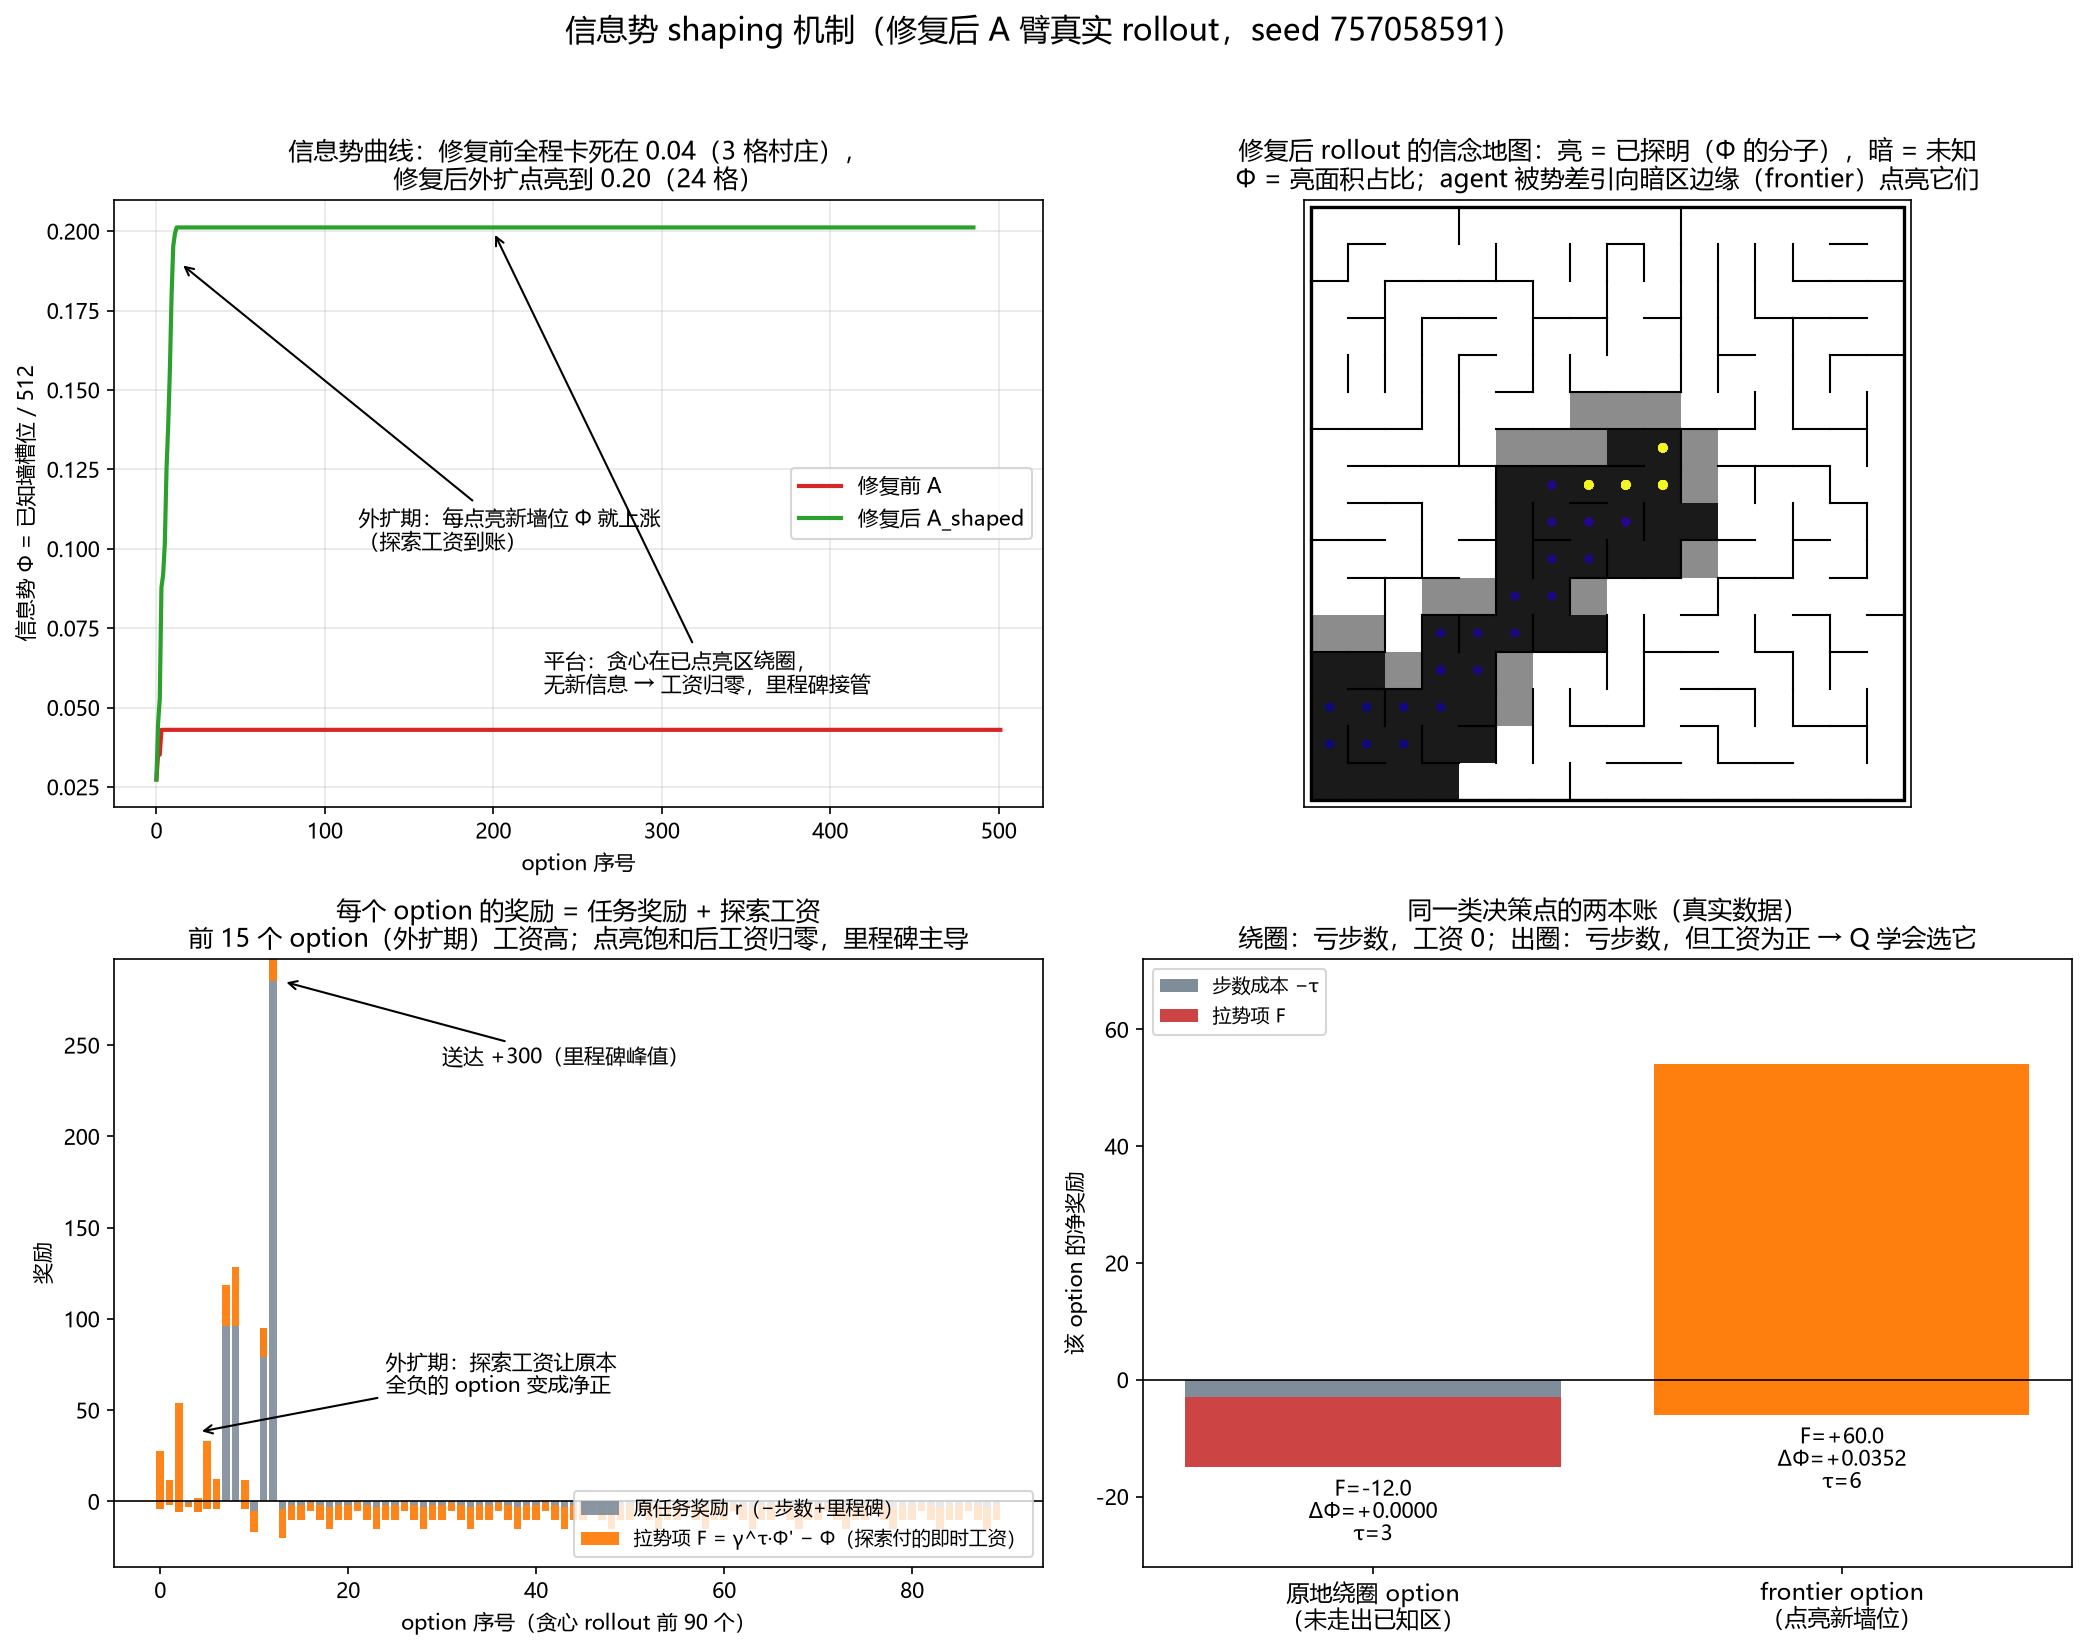 信息势 shaping 机制（修复后 A 臂真实 rollout，seed 757058591）
信息势曲线：修复前全程卡死在 0.04（3 格村庄），
修复后外扩点亮到 0.20（24 格）
0.200
0.175
0.150
0.125
0.100
0.075
0.050
0.025
信息势 Φ = 已知墙槽位 / 512
外扩期：每点亮新墙位 Φ 就上涨
（探索工资到账）
修复前 A
修复后 A_shaped
平台：贪心在已点亮区绕圈，
无新信息 → 工资归零，里程碑接管
0
100
200
300
400
500
option 序号
修复后 rollout 的信念地图：亮 = 已探明（Φ 的分子），暗 = 未知
Φ = 亮面积占比；agent 被势差引向暗区边缘（frontier）点亮它们
每个 option 的奖励 = 任务奖励 + 探索工资
前 15 个 option（外扩期）工资高；点亮饱和后工资归零，里程碑主导
250
200
150
100
50
0
奖励
送达 +300（里程碑峰值）
外扩期：探索工资让原本
全负的 option 变成净正
原任务奖励 r（−步数+里程碑）
拉势项 F = γ^τ·Φ' − Φ（探索付的即时工资）
0
20
40
60
80
option 序号（贪心 rollout 前 90 个）
同一类决策点的两本账（真实数据）
绕圈：亏步数，工资 0；出圈：亏步数，但工资为正 → Q 学会选它
步数成本 −τ
拉势项 F
60
40
20
0
-20
该 option 的净奖励
F=-12.0
ΔΦ=+0.0000
τ=3
F=+60.0
ΔΦ=+0.0352
τ=6
原地绕圈 option
（未走出已知区）
frontier option
（点亮新墙位）